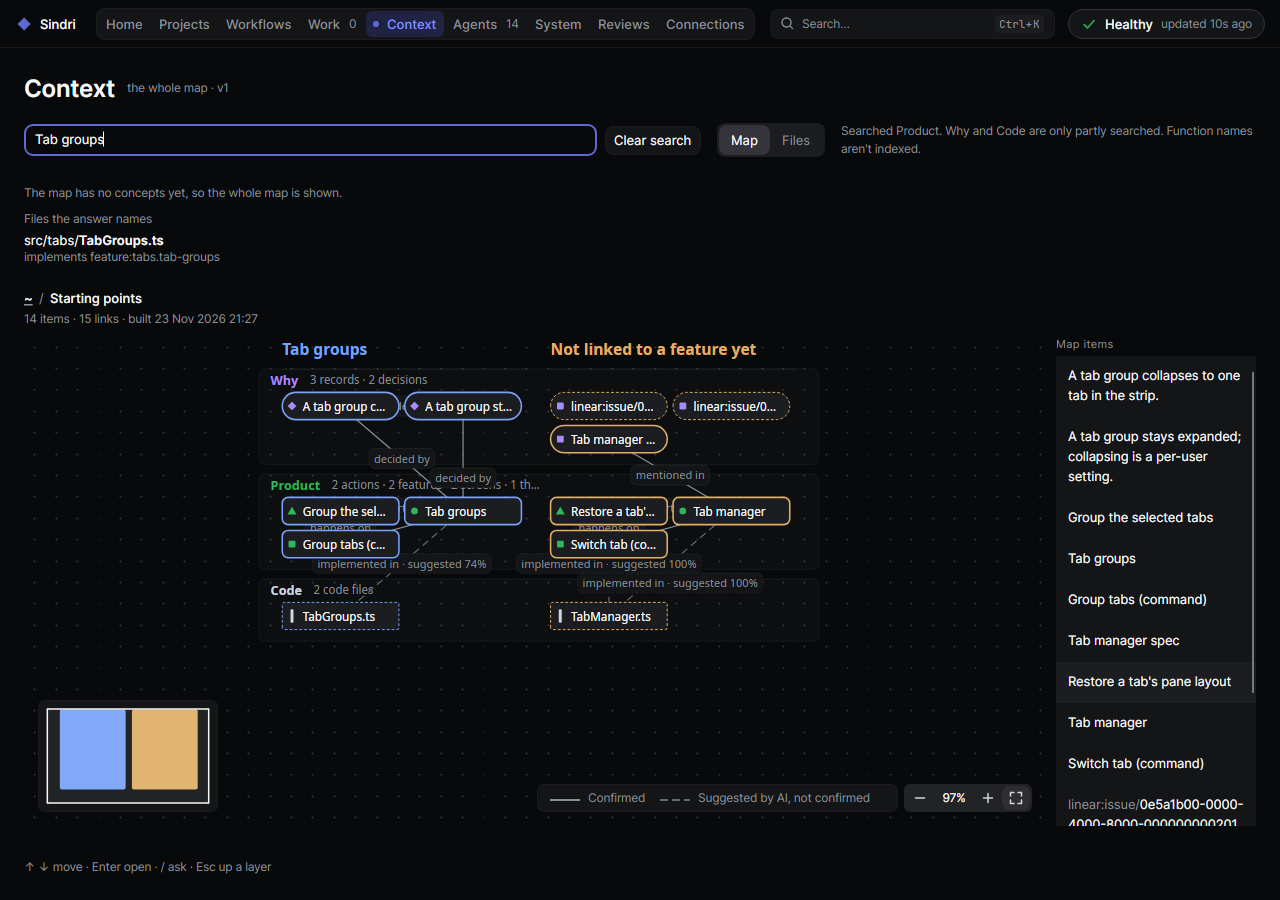 Sindri
Home Projects Workflows Work 0 Context Agents 14 System Reviews Connections
Search... Ctrl+K
Healthy updated 10s ago
Context the whole map · v1
Tab groups
Clear search
Map Files
Searched Product. Why and Code are only partly searched. Function names
aren't indexed.
The map has no concepts yet, so the whole map is shown.
Files the answer names
src/tabs/TabGroups.ts
implements feature:tabs.tab-groups
~ / Starting points
14 items · 15 links · built 23 Nov 2026 21:27
Tab groups
Not linked to a feature yet
Why 3 records · 2 decisions
A tab group c...
A tab group st...
linear:issue/0...
linear:issue/0...
Tab manager ...
decided by
decided by
mentioned in
Product 2 actions · 2 featur 1 th...
Group the sel...
Tab groups
Restore a tab'...
Tab manager
happens on
happens on
Group tabs (c...
Switch tab (co...
implemented in · suggested 74%
implemented in · suggested 100%
implemented in · suggested 100%
Code 2 code files
TabGroups.ts
TabManager.ts
Confirmed
Suggested by AI, not confirmed
97%
Map items
A tab group collapses to one
tab in the strip.
A tab group stays expanded;
collapsing is a per-user
setting.
Group the selected tabs
Tab groups
Group tabs (command)
Tab manager spec
Restore a tab's pane layout
Tab manager
Switch tab (command)
linear:issue/0e5a1b00-0000-
4000-8000-000000000201
↑ ↓ move · Enter open · / ask · Esc up a layer